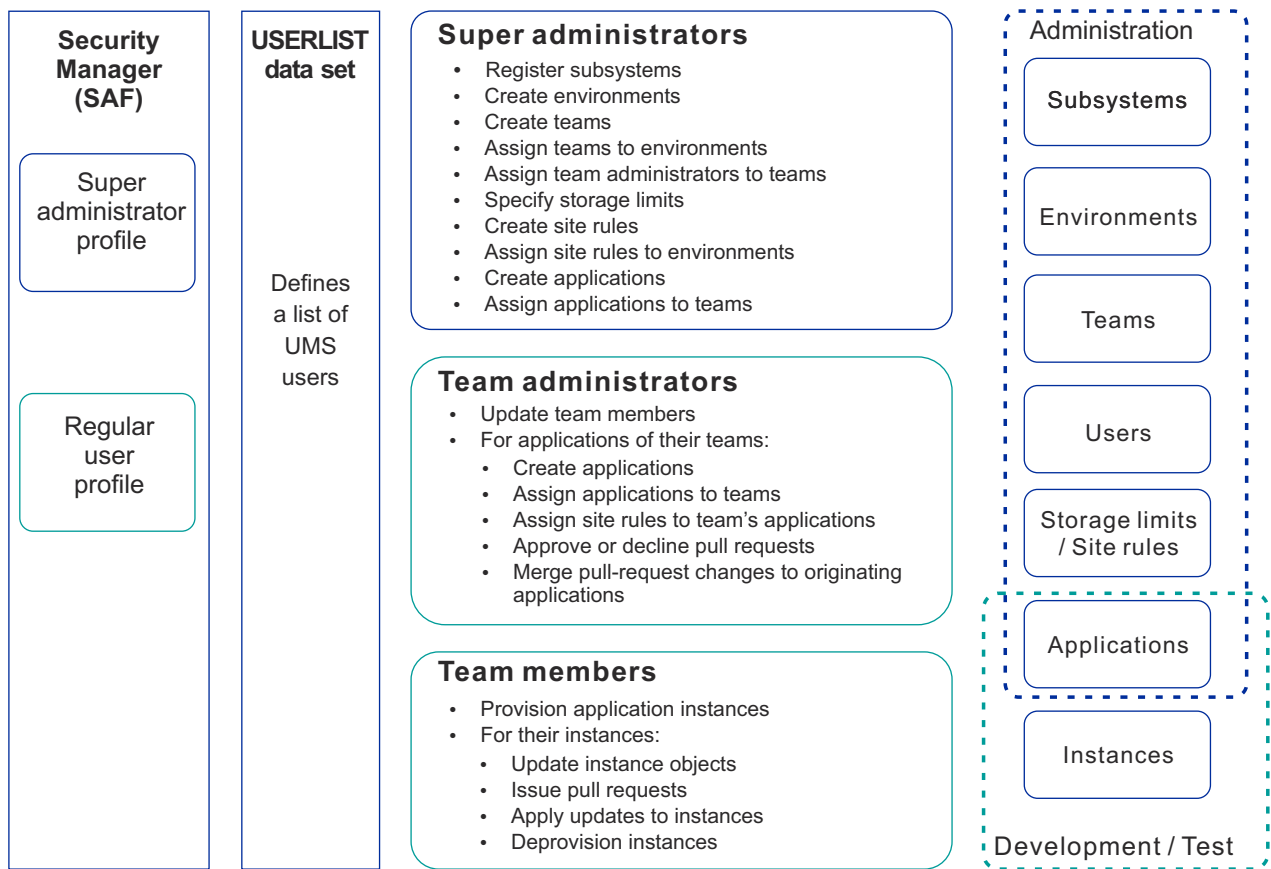 Security
Manager
(SAF)
Super
administrator
profile
Regular
user
profile
USERLIST
data set
Defines
a list of
UMS
users
Super administrators
• Register subsystems
• Create environments
• Create teams
• Assign teams to environments
• Assign team administrators to teams
• Specify storage limits
• Create site rules
• Assign site rules to environments
• Create applications
• Assign applications to teams
Team administrators
• Update team members
• For applications of their teams:
• Create applications
• Assign applications to teams
• Assign site rules to team’s applications
• Approve or decline pull requests
• Merge pull-request changes to originating
applications
Team members
• Provision application instances
• For their instances:
• Update instance objects
• Issue pull requests
• Apply updates to instances
• Deprovision instances
Administration
Subsystems
Environments
Teams
Users
Storage limits
/ Site rules
Applications
Instances
Development / Test